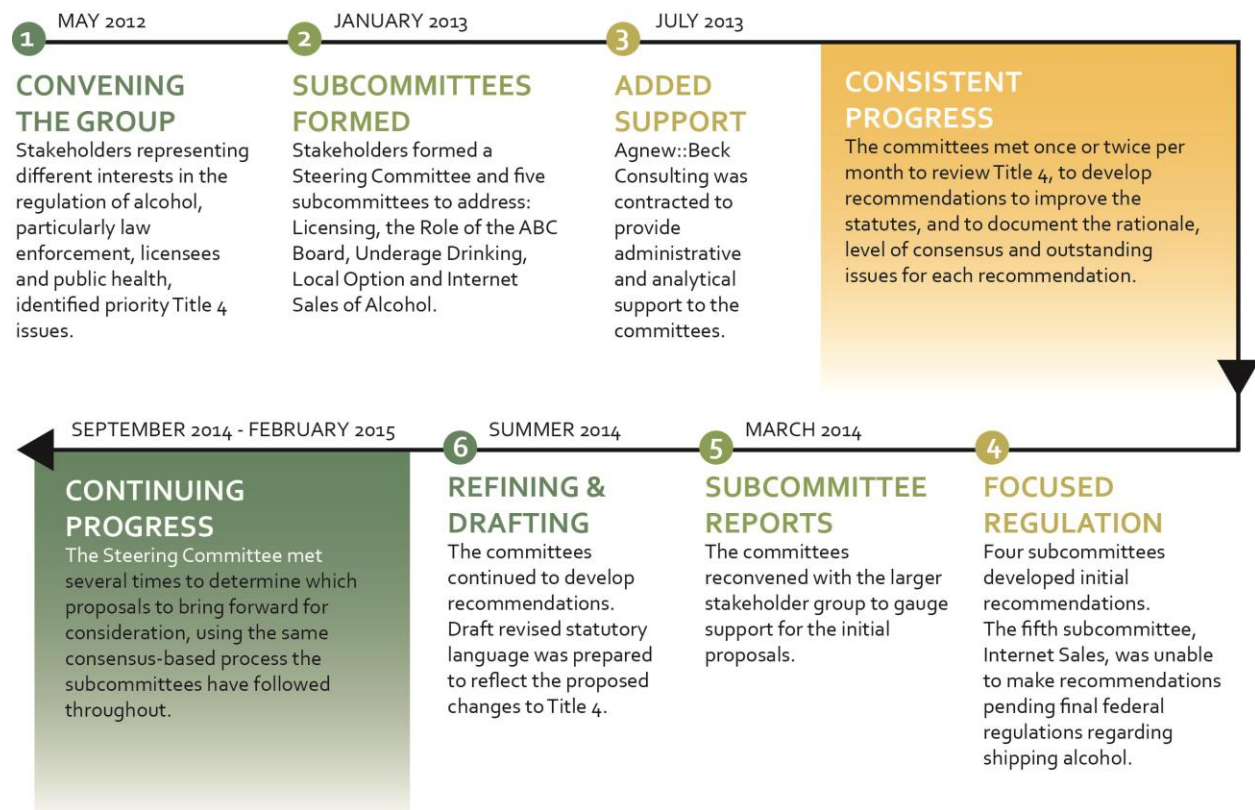 MAY 2012
1
CONVENING
THE GROUP
Stakeholders representing
different interests in the
regulation of alcohol,
particularly law
enforcement, licensees
and public health,
identified priority Title 4
issues.
JANUARY 2013
2
SUBCOMMITTEES
FORMED
Stakeholders formed a
Steering Committee and five
subcommittees to address:
Licensing, the Role of the ABC
Board, Underage Drinking,
Local Option and Internet
Sales of Alcohol.
JULY 2013
3
ADDED
SUPPORT
Agnew::Beck
Consulting was
contracted to
provide
administrative
and analytical
support to the
committees.
CONSISTENT
PROGRESS
The committees met once or twice per
month to review Title 4, to develop
recommendations to improve the
statutes, and to document the rationale,
level of consensus and outstanding
issues for each recommendation.
4
FOCUSED
REGULATION
Four subcommittees
developed initial
recommendations.
The fifth subcommittee,
Internet Sales, was unable
to make recommendations
pending final federal
regulations regarding
shipping alcohol.
MARCH 2014
5
SUBCOMMITTEE
REPORTS
The committees
reconvened with the larger
stakeholder group to gauge
support for the initial
proposals.
SUMMER 2014
6
REFINING &
DRAFTING
The committees
continued to develop
recommendations.
Draft revised statutory
language was prepared
to reflect the proposed
changes to Title 4.
SEPTEMBER 2014 - FEBRUARY 2015
CONTINUING
PROGRESS
The Steering Committee met
several times to determine which
proposals to bring forward for
consideration, using the same
consensus-based process the
subcommittees have followed
throughout.